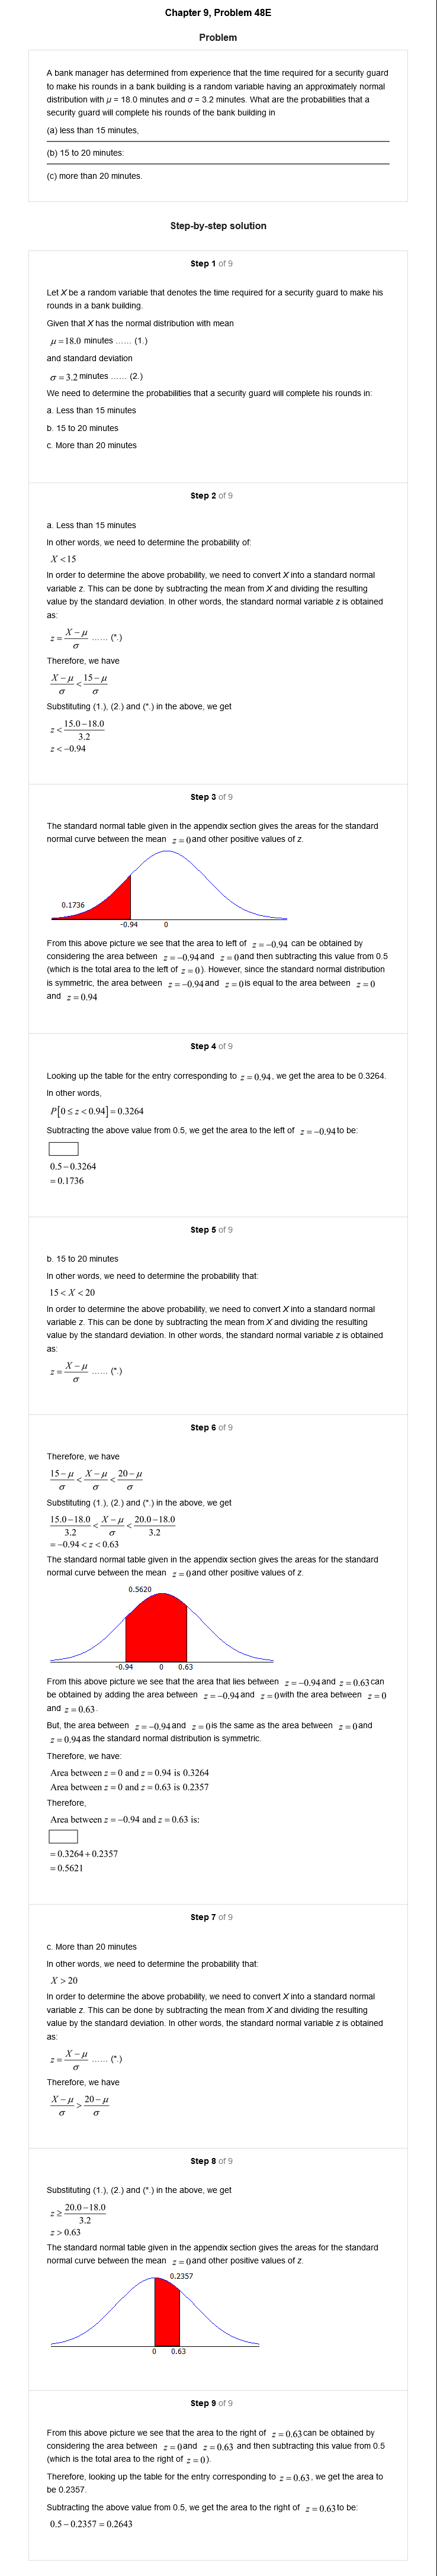 Chapter 9, Problem 48E
Problem
A bank manager has determined from experience that the time required for a security guard
to make his rounds in a bank building is a random variable having an approximately normal
distribution with μ = 18.0 minutes and σ = 3.2 minutes. What are the probabilities that a
security guard will complete his rounds of the bank building in
(a) less than 15 minutes,
(b) 15 to 20 minutes:
(c) more than 20 minutes.
Step-by-step solution
Step 1 of 9
Let X be a random variable that denotes the time required for a security guard to make his
rounds in a bank building.
Given that X has the normal distribution with mean
μ = 18.0 minutes …… (1.)
and standard deviation
σ = 3.2 minutes …… (2.)
We need to determine the probabilities that a security guard will complete his rounds in:
a. Less than 15 minutes
b. 15 to 20 minutes
c. More than 20 minutes
Step 2 of 9
a. Less than 15 minutes
In other words, we need to determine the probability of:
X < 15
In order to determine the above probability, we need to convert X into a standard normal
variable z. This can be done by subtracting the mean from X and dividing the resulting
value by the standard deviation. In other words, the standard normal variable z is obtained
as:
z = (X − μ)/σ …… (*.)
Therefore, we have
(X − μ)/σ < (15 − μ)/σ
Substituting (1.), (2.) and (*.) in the above, we get
z < (15.0 − 18.0)/3.2
z < −0.94
Step 3 of 9
The standard normal table given in the appendix section gives the areas for the standard
normal curve between the mean z = 0 and other positive values of z.
0.1736
-0.94 0
From this above picture we see that the area to left of z = −0.94 can be obtained by
considering the area between z = −0.94 and z = 0 and then subtracting this value from 0.5
(which is the total area to the left of z = 0). However, since the standard normal distribution
is symmetric, the area between z = −0.94 and z = 0 is equal to the area between z = 0
and z = 0.94
Step 4 of 9
Looking up the table for the entry corresponding to z = 0.94, we get the area to be 0.3264.
In other words,
P[0 ≤ z < 0.94] = 0.3264
Subtracting the above value from 0.5, we get the area to the left of z = −0.94 to be:
0.5 − 0.3264
= 0.1736
Step 5 of 9
b. 15 to 20 minutes
In other words, we need to determine the probability that:
15 < X < 20
In order to determine the above probability, we need to convert X into a standard normal
variable z. This can be done by subtracting the mean from X and dividing the resulting
value by the standard deviation. In other words, the standard normal variable z is obtained
as:
z = (X − μ)/σ …… (*.)
Step 6 of 9
Therefore, we have
(15 − μ)/σ < (X − μ)/σ < (20 − μ)/σ
Substituting (1.), (2.) and (*.) in the above, we get
(15.0 − 18.0)/3.2 < (X − μ)/σ < (20.0 − 18.0)/3.2
= −0.94 < z < 0.63
The standard normal table given in the appendix section gives the areas for the standard
normal curve between the mean z = 0 and other positive values of z.
0.5620
-0.94 0 0.63
From this above picture we see that the area that lies between z = −0.94 and z = 0.63 can
be obtained by adding the area between z = −0.94 and z = 0 with the area between z = 0
and z = 0.63.
But, the area between z = −0.94 and z = 0 is the same as the area between z = 0 and
z = 0.94 as the standard normal distribution is symmetric.
Therefore, we have:
Area between z = 0 and z = 0.94 is 0.3264
Area between z = 0 and z = 0.63 is 0.2357
Therefore,
Area between z = −0.94 and z = 0.63 is:
= 0.3264 + 0.2357
= 0.5621
Step 7 of 9
c. More than 20 minutes
In other words, we need to determine the probability that:
X > 20
In order to determine the above probability, we need to convert X into a standard normal
variable z. This can be done by subtracting the mean from X and dividing the resulting
value by the standard deviation. In other words, the standard normal variable z is obtained
as:
z = (X − μ)/σ …… (*.)
Therefore, we have
(X − μ)/σ > (20 − μ)/σ
Step 8 of 9
Substituting (1.), (2.) and (*.) in the above, we get
z ≥ (20.0 − 18.0)/3.2
z > 0.63
The standard normal table given in the appendix section gives the areas for the standard
normal curve between the mean z = 0 and other positive values of z.
0.2357
0 0.63
Step 9 of 9
From this above picture we see that the area to the right of z = 0.63 can be obtained by
considering the area between z = 0 and z = 0.63 and then subtracting this value from 0.5
(which is the total area to the right of z = 0).
Therefore, looking up the table for the entry corresponding to z = 0.63, we get the area to
be 0.2357.
Subtracting the above value from 0.5, we get the area to the right of z = 0.63 to be:
0.5 − 0.2357 = 0.2643